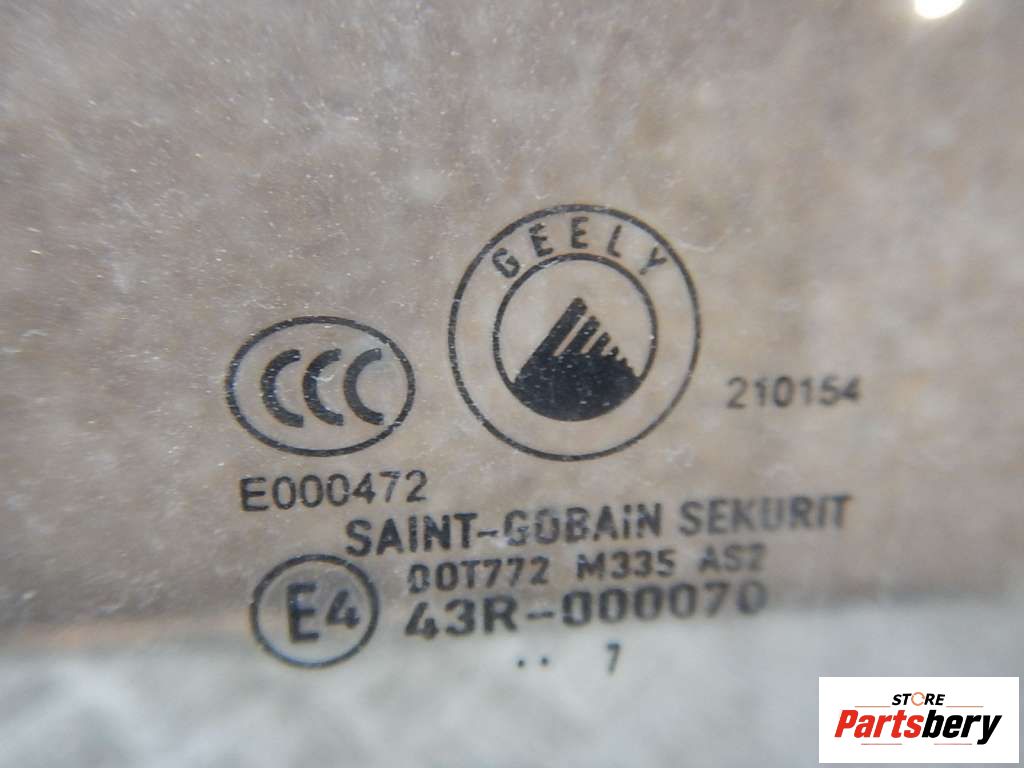 GEELY
CCC
210154
E000472
SAINT-GOBAIN SEKURIT
DOT772 M335 AS2
E4 43R-000070
.. 7
STORE
Partsbery